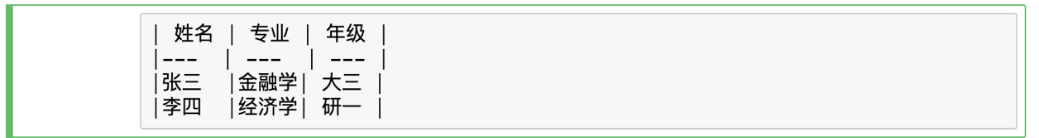 | 姓名 | 专业 | 年级 |
|--- | --- | --- |
|张三 |金融学| 大三 |
|李四 |经济学| 研一 |